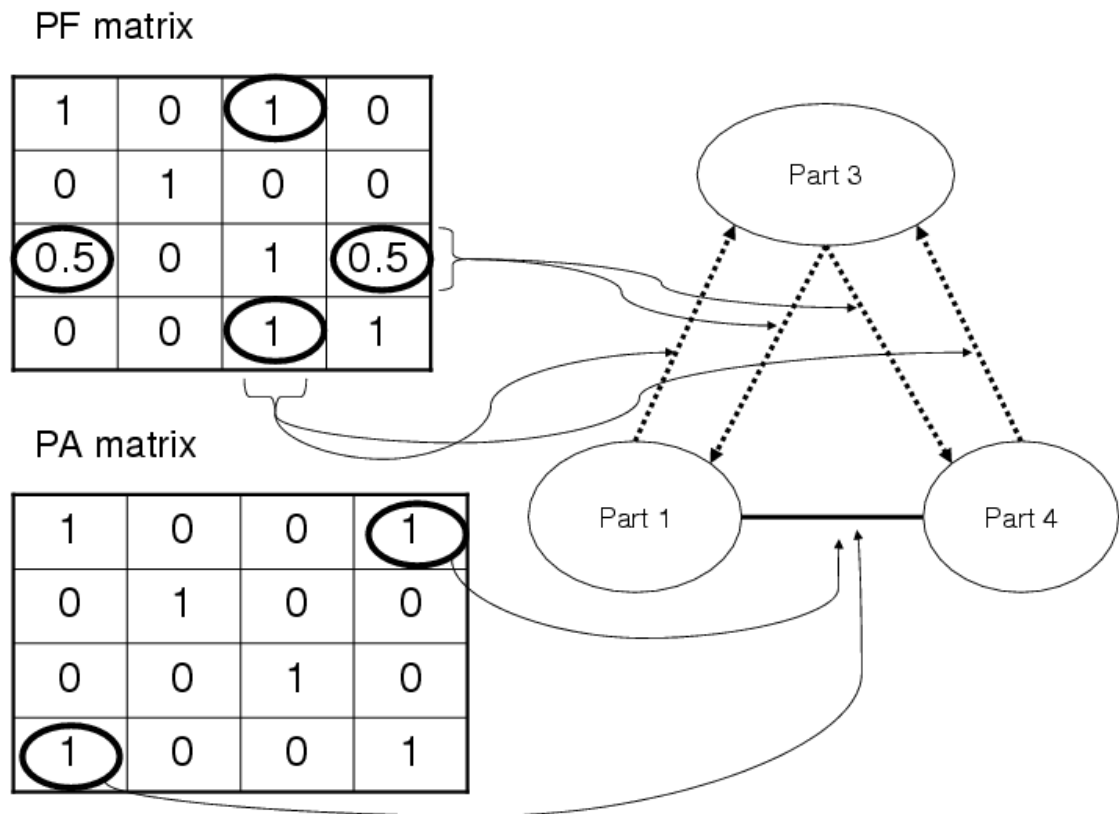 PF matrix
1 0 1 0
0 1 0 0
0.5 0 1 0.5
0 0 1 1
PA matrix
1 0 0 1
0 1 0 0
0 0 1 0
1 0 0 1
Part 3
Part 1
Part 4